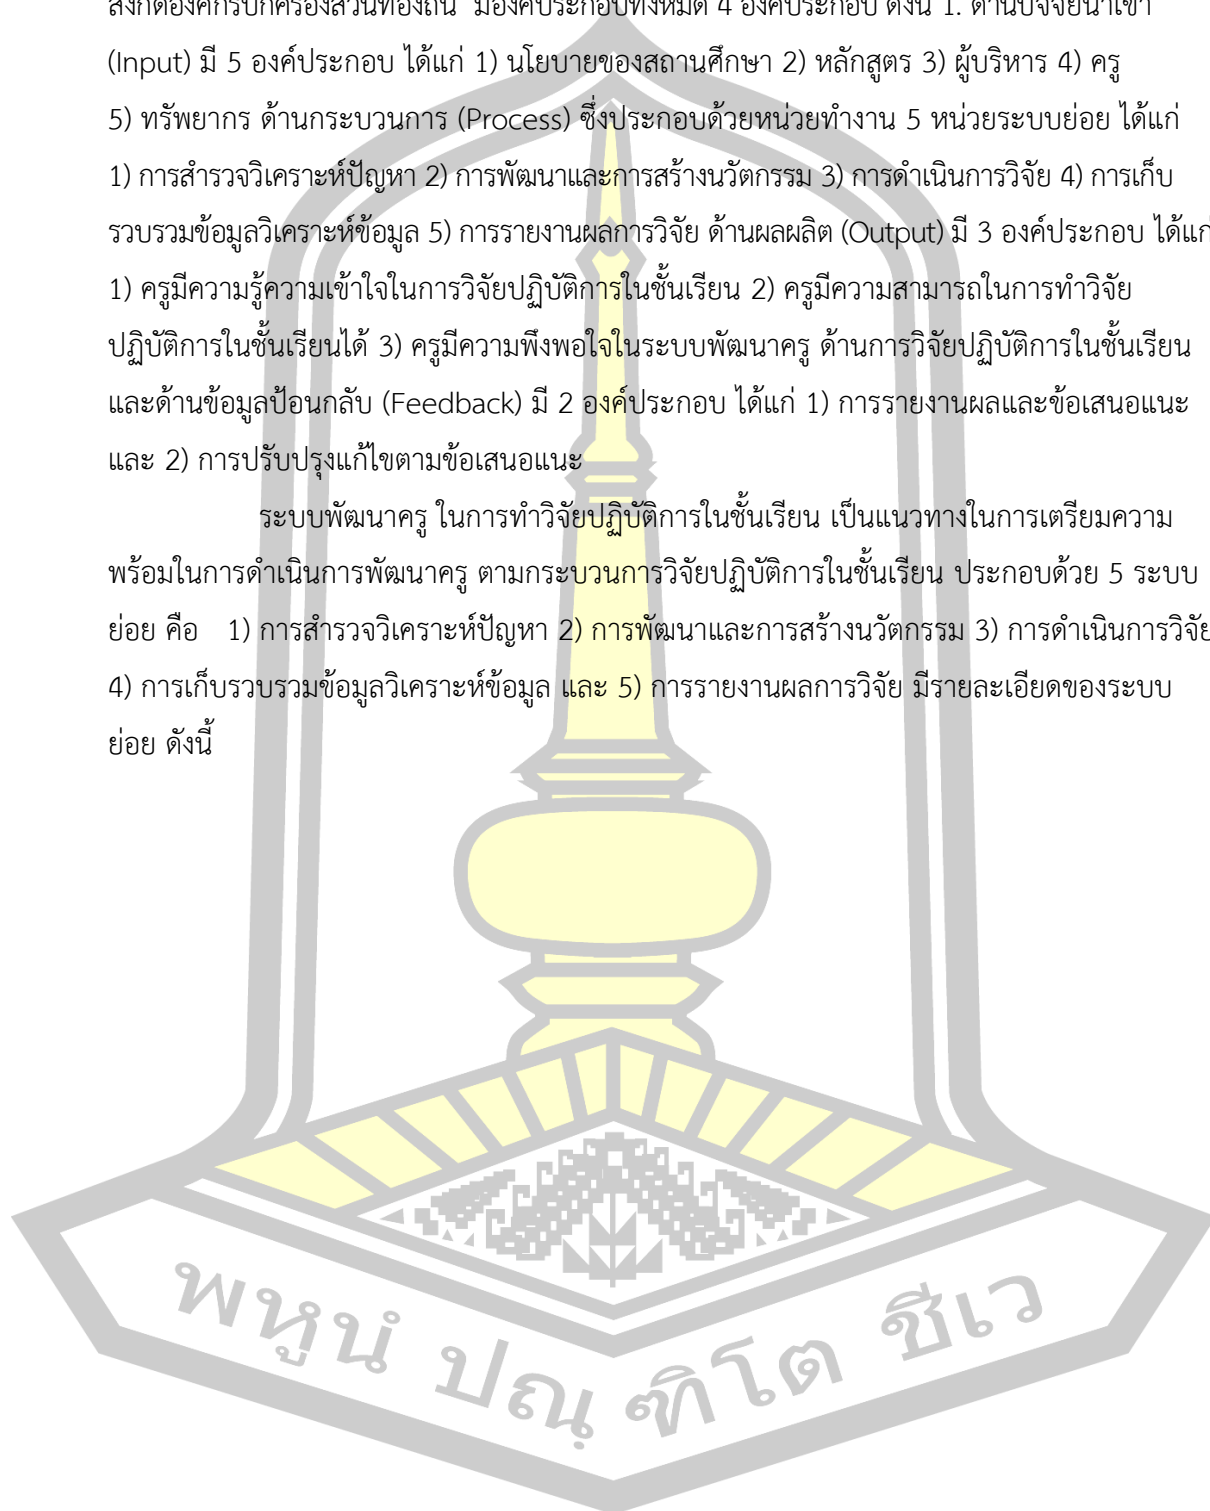 สังกัดองค์กรปกครองส่วนท้องถิ่น มีองค์ประกอบทั้งหมด 4 องค์ประกอบ ดังนี้ 1. ด้านปัจจัยนำเข้า
(Input) มี 5 องค์ประกอบ ได้แก่ 1) นโยบายของสถานศึกษา 2) หลักสูตร 3) ผู้บริหาร 4) ครู
5) ทรัพยากร ด้านกระบวนการ (Process) ซึ่งประกอบด้วยหน่วยทำงาน 5 หน่วยระบบย่อย ได้แก่
1) การสำรวจวิเคราะห์ปัญหา 2) การพัฒนาและการสร้างนวัตกรรม 3) การดำเนินการวิจัย 4) การเก็บ
รวบรวมข้อมูลวิเคราะห์ข้อมูล 5) การรายงานผลการวิจัย ด้านผลผลิต (Output) มี 3 องค์ประกอบ ได้แก่
1) ครูมีความรู้ความเข้าใจในการวิจัยปฏิบัติการในชั้นเรียน 2) ครูมีความสามารถในการทำวิจัย
ปฏิบัติการในชั้นเรียนได้ 3) ครูมีความพึงพอใจในระบบพัฒนาครู ด้านการวิจัยปฏิบัติการในชั้นเรียน
และด้านข้อมูลป้อนกลับ (Feedback) มี 2 องค์ประกอบ ได้แก่ 1) การรายงานผลและข้อเสนอแนะ
และ 2) การปรับปรุงแก้ไขตามข้อเสนอแนะ
ระบบพัฒนาครู ในการทำวิจัยปฏิบัติการในชั้นเรียน เป็นแนวทางในการเตรียมความ
พร้อมในการดำเนินการพัฒนาครู ตามกระบวนการวิจัยปฏิบัติการในชั้นเรียน ประกอบด้วย 5 ระบบ
ย่อย คือ 1) การสำรวจวิเคราะห์ปัญหา 2) การพัฒนาและการสร้างนวัตกรรม 3) การดำเนินการวิจัย
4) การเก็บรวบรวมข้อมูลวิเคราะห์ข้อมูล และ 5) การรายงานผลการวิจัย มีรายละเอียดของระบบ
ย่อย ดังนี้
พหูนํ ปณฺฑิโต ชีเว